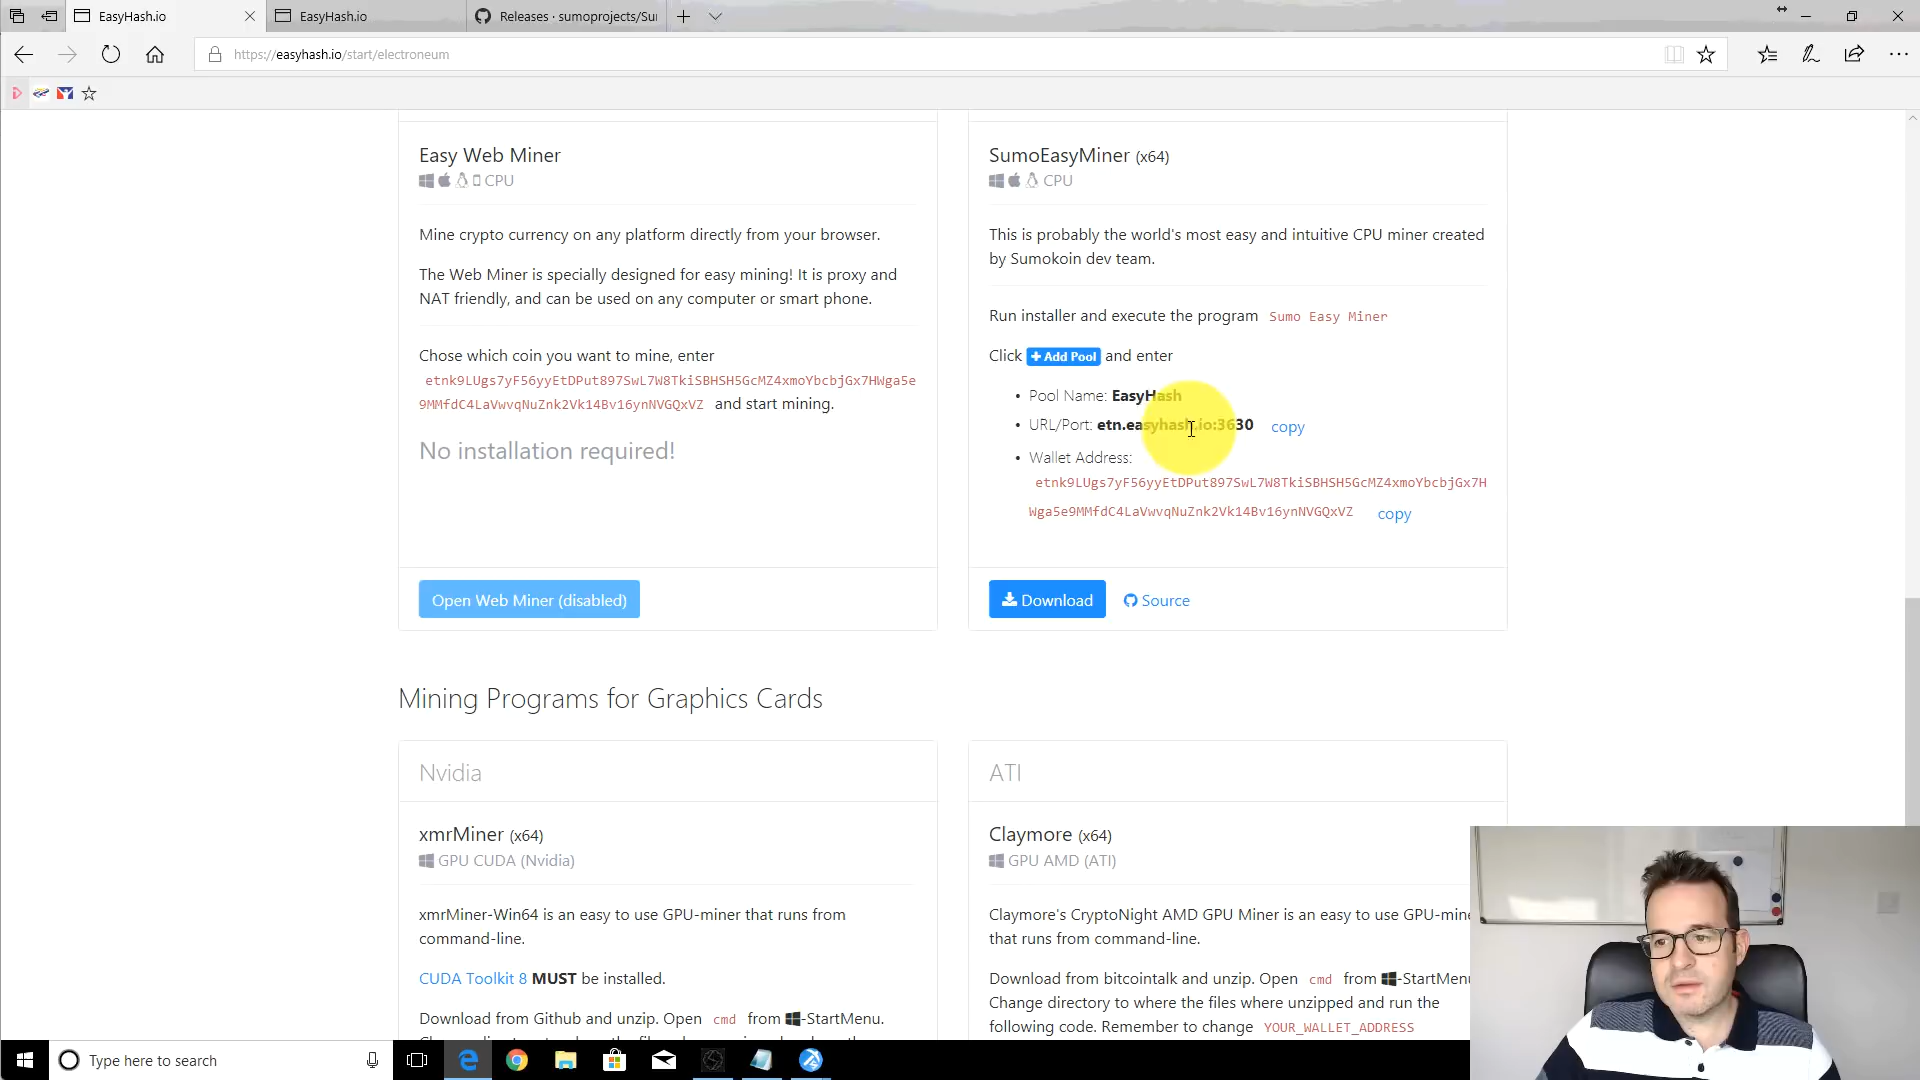 EasyHash.io
EasyHash.io
Releases · sumoprojects/Su
https://easyhash.io/start/electroneum
Easy Web Miner
CPU
Mine crypto currency on any platform directly from your browser.
The Web Miner is specially designed for easy mining! It is proxy and
NAT friendly, and can be used on any computer or smart phone.
Chose which coin you want to mine, enter
etnk9LUgs7yF56yyEtDPut897SwL7W8TkiSBHSH5GcMZ4xmoYbcbjGx7HWga5e
9MMfdC4LaVwvqNuZnk2Vk14Bv16ynNVGQxVZ and start mining.
No installation required!
Open Web Miner (disabled)
SumoEasyMiner (x64)
CPU
This is probably the world's most easy and intuitive CPU miner created
by Sumokoin dev team.
Run installer and execute the program Sumo Easy Miner
Click + Add Pool and enter
• Pool Name: EasyHash
• URL/Port: etn.easyhash.io:3630 copy
• Wallet Address:
etnk9LUgs7yF56yyEtDPut897SwL7W8TkiSBHSH5GcMZ4xmoYbcbjGx7H
Wga5e9MMfdC4LaVwvqNuZnk2Vk14Bv16ynNVGQxVZ copy
Download Source
Mining Programs for Graphics Cards
Nvidia
xmrMiner (x64)
GPU CUDA (Nvidia)
xmrMiner-Win64 is an easy to use GPU-miner that runs from
command-line.
CUDA Toolkit 8 MUST be installed.
Download from Github and unzip. Open cmd from -StartMenu.
ATI
Claymore (x64)
GPU AMD (ATI)
Claymore's CryptoNight AMD GPU Miner is an easy to use GPU-mine
that runs from command-line.
Download from bitcointalk and unzip. Open cmd from -StartMenu
Change directory to where the files where unzipped and run the
following code. Remember to change YOUR_WALLET_ADDRESS
Type here to search